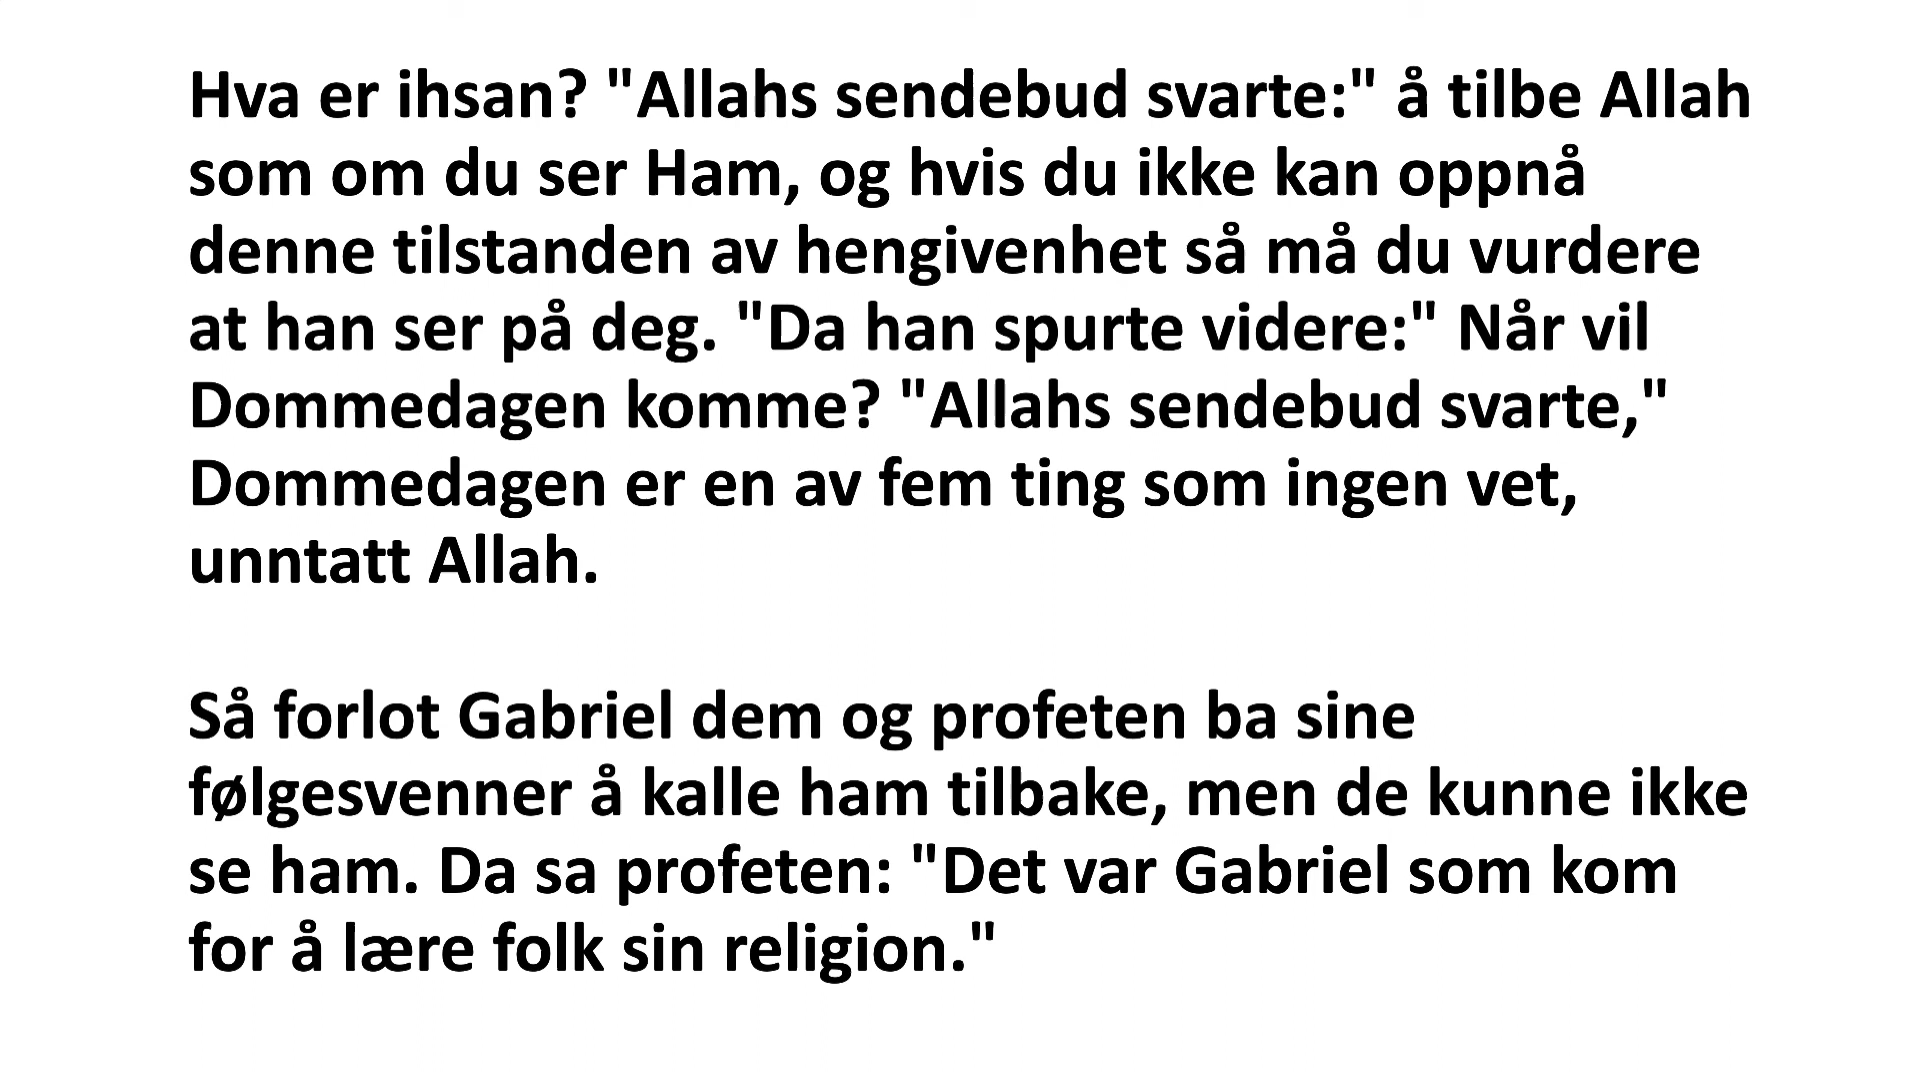 Hva er ihsan? "Allahs sendebud svarte:" å tilbe Allah
som om du ser Ham, og hvis du ikke kan oppnå
denne tilstanden av hengivenhet så må du vurdere
at han ser på deg. "Da han spurte videre:" Når vil
Dommedagen komme? "Allahs sendebud svarte,"
Dommedagen er en av fem ting som ingen vet,
unntatt Allah.
Så forlot Gabriel dem og profeten ba sine
følgesvenner å kalle ham tilbake, men de kunne ikke
se ham. Da sa profeten: "Det var Gabriel som kom
for å lære folk sin religion."